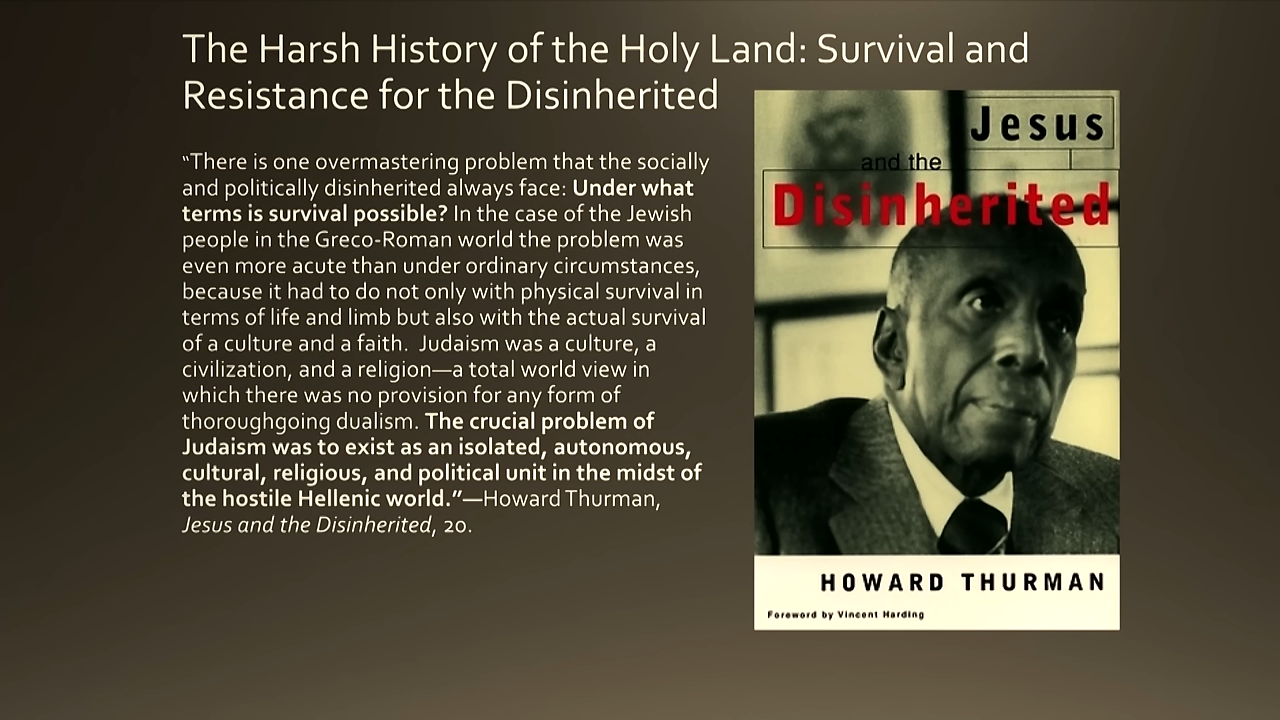 The Harsh History of the Holy Land: Survival and
Resistance for the Disinherited
“There is one overmastering problem that the socially
and politically disinherited always face: Under what
terms is survival possible? In the case of the Jewish
people in the Greco-Roman world the problem was
even more acute than under ordinary circumstances,
because it had to do not only with physical survival in
terms of life and limb but also with the actual survival
of a culture and a faith.  Judaism was a culture, a
civilization, and a religion—a total world view in
which there was no provision for any form of
thoroughgoing dualism. The crucial problem of
Judaism was to exist as an isolated, autonomous,
cultural, religious, and political unit in the midst of
the hostile Hellenic world.”—Howard Thurman,
Jesus and the Disinherited, 20.
Jesus
and the
Disinherited
HOWARD THURMAN
Foreword by Vincent Harding